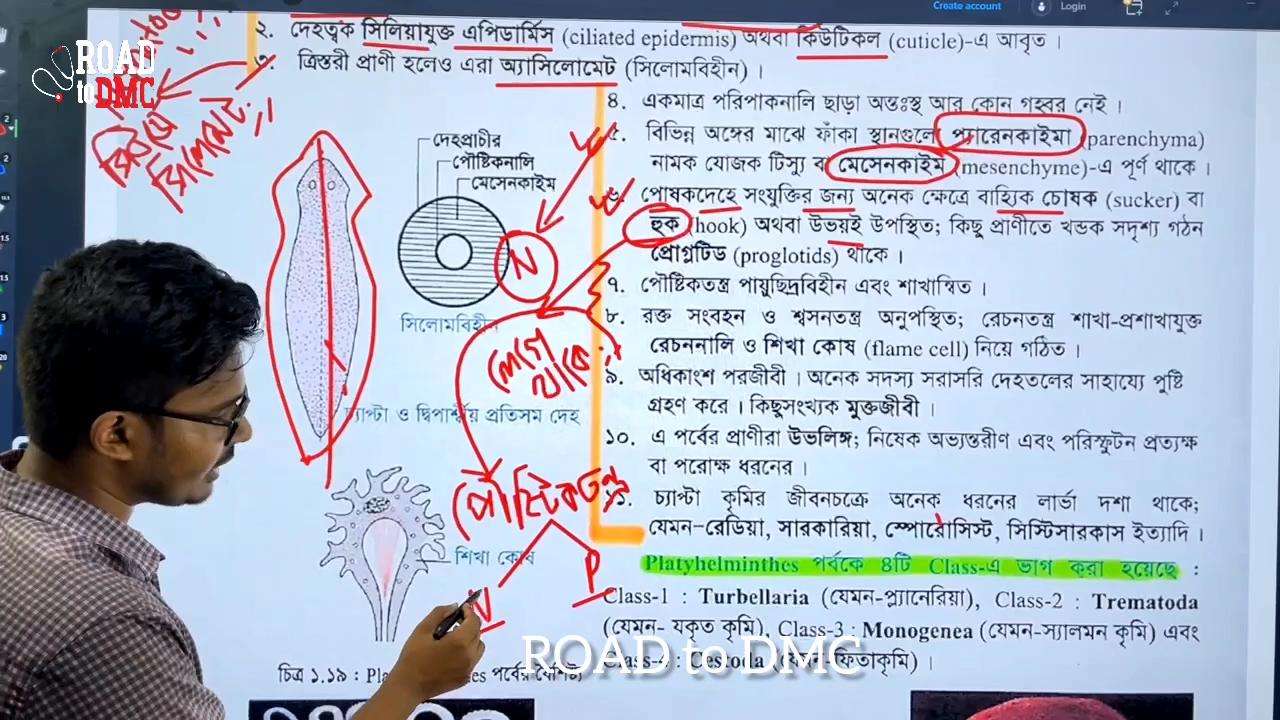 Create account
Login
ROAD
to DMC
২. দেহত্বক সিলিয়াযুক্ত এপিডার্মিস (ciliated epidermis) অথবা কিউটিকল (cuticle)-এ আবৃত।
৩. ত্রিস্তরী প্রাণী হলেও এরা অ্যাসিলোমেট (সিলোমবিহীন)।
দেহপ্রাচীর
পৌষ্টিকনালি
মেসেনকাইম
সিলোমবিহীন
চ্যাপ্টা ও দ্বিপার্শ্বীয় প্রতিসম দেহ
শিখা কোষ
চিত্র ১.১৯ : পর্বের বৈশিষ্ট্য
৪. একমাত্র পরিপাকনালি ছাড়া অন্তঃস্থ আর কোন গহ্বর নেই।
৫. বিভিন্ন অঙ্গের মাঝে ফাঁকা স্থানগুলো প্যারেনকাইমা (parenchyma)
নামক যোজক টিস্যু বা মেসেনকাইম (mesenchyme)-এ পূর্ণ থাকে।
৬. পোষকদেহে সংযুক্তির জন্য অনেক ক্ষেত্রে বাহ্যিক চোষক (sucker) বা
হুক (hook) অথবা উভয়ই উপস্থিত; কিছু প্রাণীতে খন্ডক সদৃশ্য গঠন
প্রোগ্লটিড (proglotids) থাকে।
৭. পৌষ্টিকতন্ত্র পায়ুছিদ্রবিহীন এবং শাখান্বিত।
৮. রক্ত সংবহন ও শ্বসনতন্ত্র অনুপস্থিত; রেচনতন্ত্র শাখা-প্রশাখাযুক্ত
রেচননালি ও শিখা কোষ (flame cell) নিয়ে গঠিত।
৯. অধিকাংশ পরজীবী। অনেক সদস্য সরাসরি দেহতলের সাহায্যে পুষ্টি
গ্রহণ করে। কিছুসংখ্যক মুক্তজীবী।
১০. এ পর্বের প্রাণীরা উভলিঙ্গ; নিষেক অভ্যন্তরীণ এবং পরিস্ফুটন প্রত্যক্ষ
বা পরোক্ষ ধরনের।
১১. চ্যাপ্টা কৃমির জীবনচক্রে অনেক ধরনের লার্ভা দশা থাকে;
যেমন-রেডিয়া, সারকারিয়া, স্পোরোসিস্ট, সিস্টিসারকাস ইত্যাদি।
Platyhelminthes পর্বকে ৪টি Class-এ ভাগ করা হয়েছে :
Class-1 : Turbellaria (যেমন-প্ল্যানেরিয়া), Class-2 : Trematoda
(যেমন- যকৃত কৃমি), Class-3 : Monogenea (যেমন-স্যালমন কৃমি) এবং
Class-4 : Cestoda (যেমন-ফিতাকৃমি)।
N
লেগে
থাকে
পৌষ্টিকতন্ত্র
N
P
ROAD to DMC